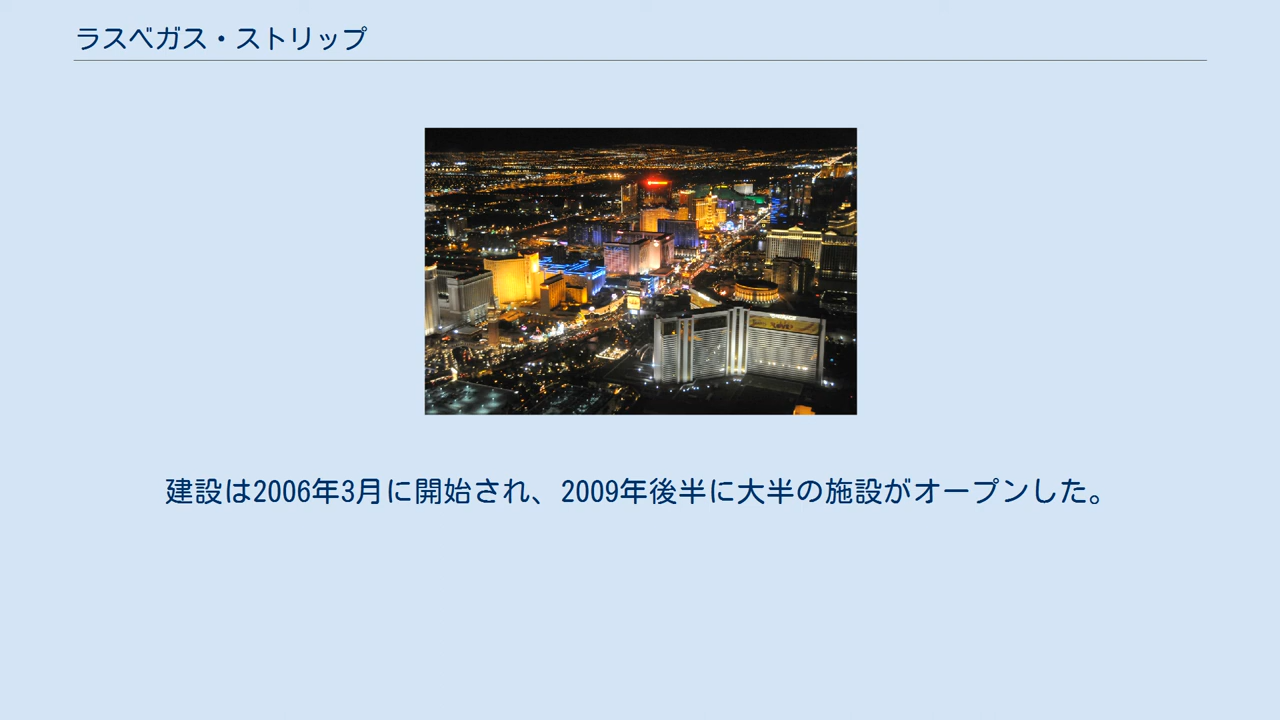 ラスベガス・ストリップ
建設は2006年3月に開始され、2009年後半に大半の施設がオープンした。